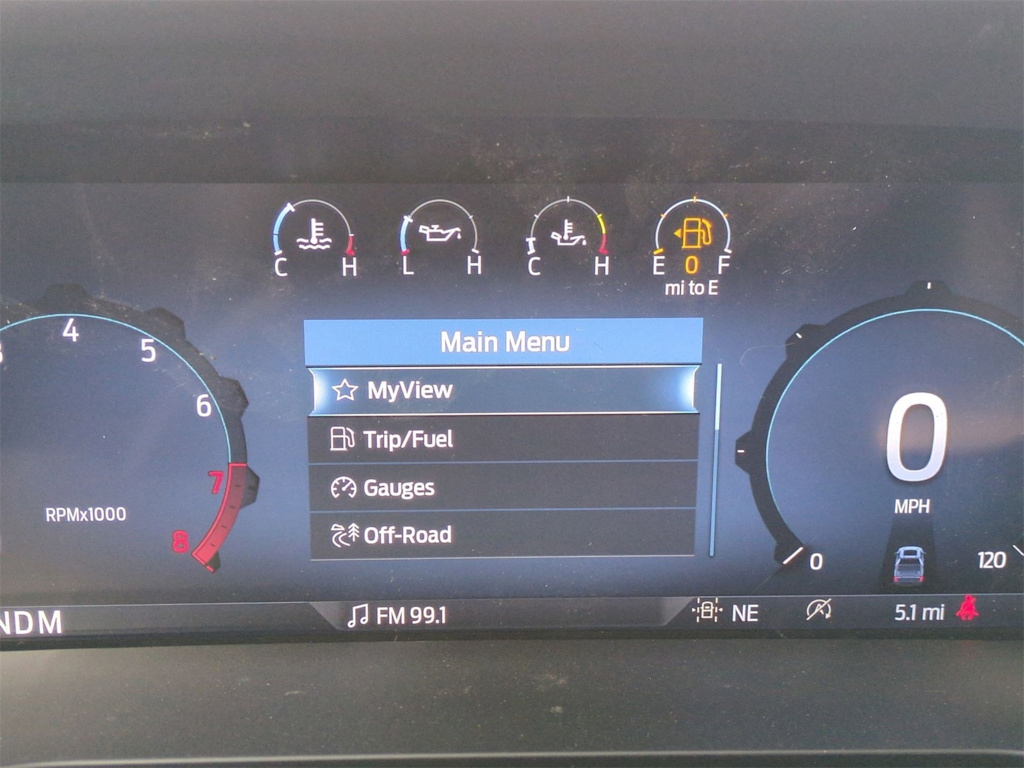 C H L H C H E 0 F
mi to E
Main Menu
MyView
Trip/Fuel
Gauges
Off-Road
4
5
6
7
8
RPMx1000
0
MPH
0
120
NDM
FM 99.1
NE
5.1 mi